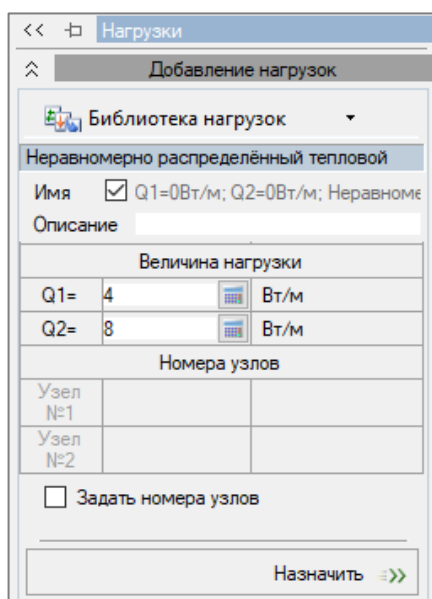 << Нагрузки
Добавление нагрузок
Библиотека нагрузок
Неравномерно распределённый тепловой
Имя Q1=0Вт/м; Q2=0Вт/м; Неравноме
Описание
Величина нагрузки
Q1= 4 Вт/м
Q2= 8 Вт/м
Номера узлов
Узел
№1
Узел
№2
Задать номера узлов
Назначить